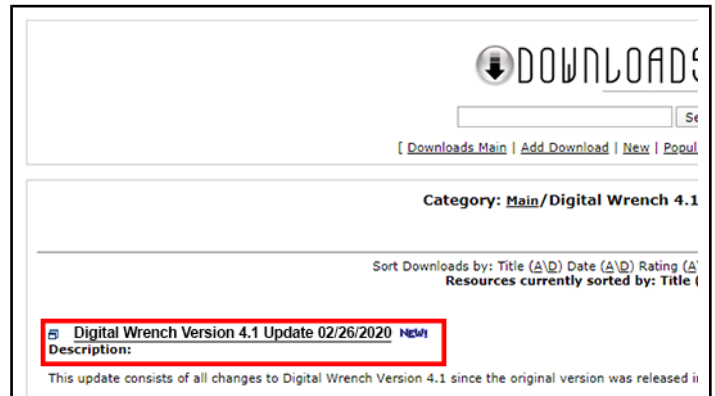 DOWNLOADS
Se
[ Downloads Main | Add Download | New | Popul
Category: Main/Digital Wrench 4.1
Sort Downloads by: Title (A\D) Date (A\D) Rating (A
Resources currently sorted by: Title (
Digital Wrench Version 4.1 Update 02/26/2020 NEW!
Description:
This update consists of all changes to Digital Wrench Version 4.1 since the original version was released i